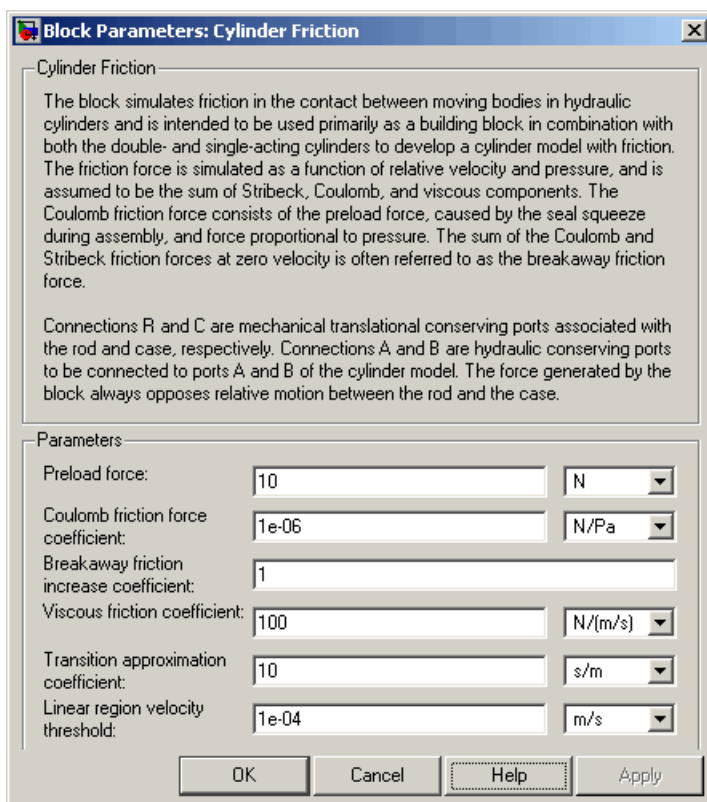 Block Parameters: Cylinder Friction
Cylinder Friction
The block simulates friction in the contact between moving bodies in hydraulic
cylinders and is intended to be used primarily as a building block in combination with
both the double- and single-acting cylinders to develop a cylinder model with friction.
The friction force is simulated as a function of relative velocity and pressure, and is
assumed to be the sum of Stribeck, Coulomb, and viscous components. The
Coulomb friction force consists of the preload force, caused by the seal squeeze
during assembly, and force proportional to pressure. The sum of the Coulomb and
Stribeck friction forces at zero velocity is often referred to as the breakaway friction
force.
Connections R and C are mechanical translational conserving ports associated with
the rod and case, respectively. Connections A and B are hydraulic conserving ports
to be connected to ports A and B of the cylinder model. The force generated by the
block always opposes relative motion between the rod and the case.
Parameters
Preload force: 10 N
Coulomb friction force
coefficient: 1e-06 N/Pa
Breakaway friction
increase coefficient: 1
Viscous friction coefficient: 100 N/(m/s)
Transition approximation
coefficient: 10 s/m
Linear region velocity
threshold: 1e-04 m/s
OK Cancel Help Apply